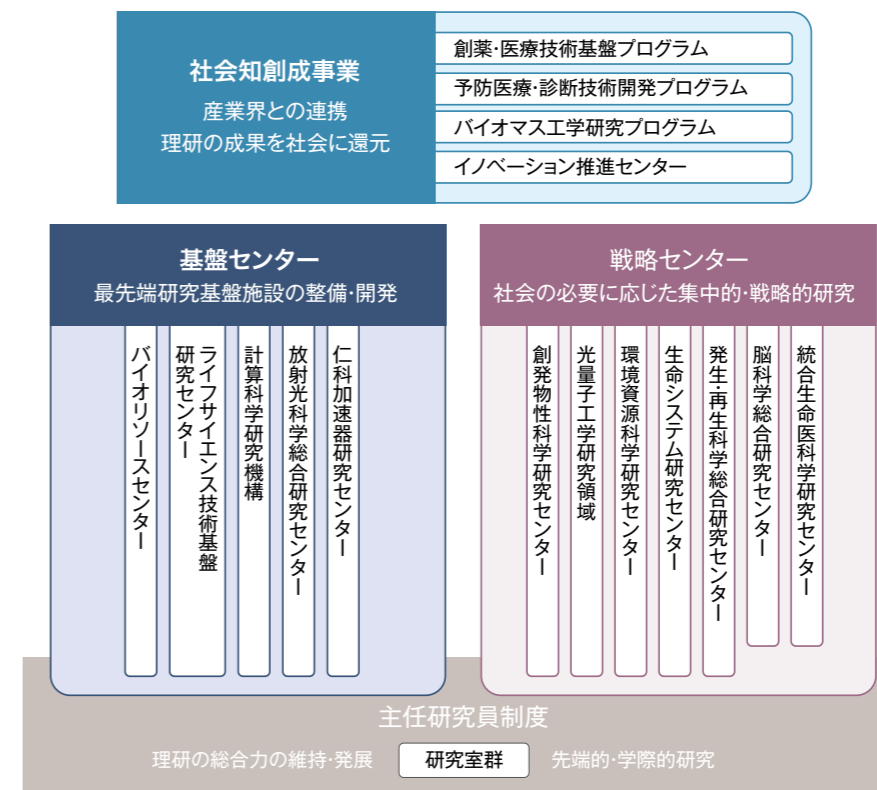 社会知創成事業
産業界との連携
理研の成果を社会に還元
創薬・医療技術基盤プログラム
予防医療・診断技術開発プログラム
バイオマス工学研究プログラム
イノベーション推進センター
基盤センター
最先端研究基盤施設の整備・開発
バイオリソースセンター
ライフサイエンス技術基盤
研究センター
計算科学研究機構
放射光科学総合研究センター
仁科加速器研究センター
戦略センター
社会の必要に応じた集中的・戦略的研究
創発物性科学研究センター
光量子工学研究領域
環境資源科学研究センター
生命システム研究センター
発生・再生科学総合研究センター
脳科学総合研究センター
統合生命医科学研究センター
主任研究員制度
理研の総合力の維持・発展
研究室群
先端的・学際的研究